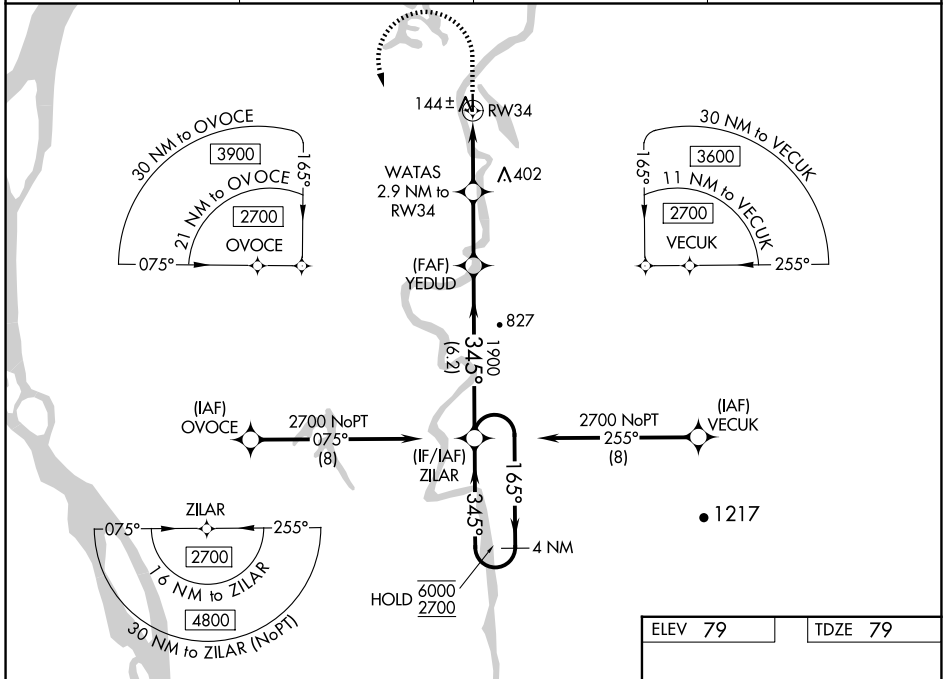 144 ±
RW34
30 NM to OVOCE
3900
165°
21 NM to OVOCE
2700
OVOCE
075°
WATAS
2.9 NM to
RW34
402
30 NM to VECUK
3600
165°
11 NM to VECUK
2700
VECUK
255°
(FAF)
YEDUD
827
345°
1900
(6.2)
(IAF)
OVOCE
2700 NoPT
075°
(8)
(IF/IAF)
ZILAR
2700 NoPT
255°
(8)
(IAF)
VECUK
345°
165°
4 NM
HOLD
6000
2700
1217
ZILAR
075°
255°
2700
16 NM to ZILAR
4800
30 NM to ZILAR (NoPT)
ELEV 79
TDZE 79